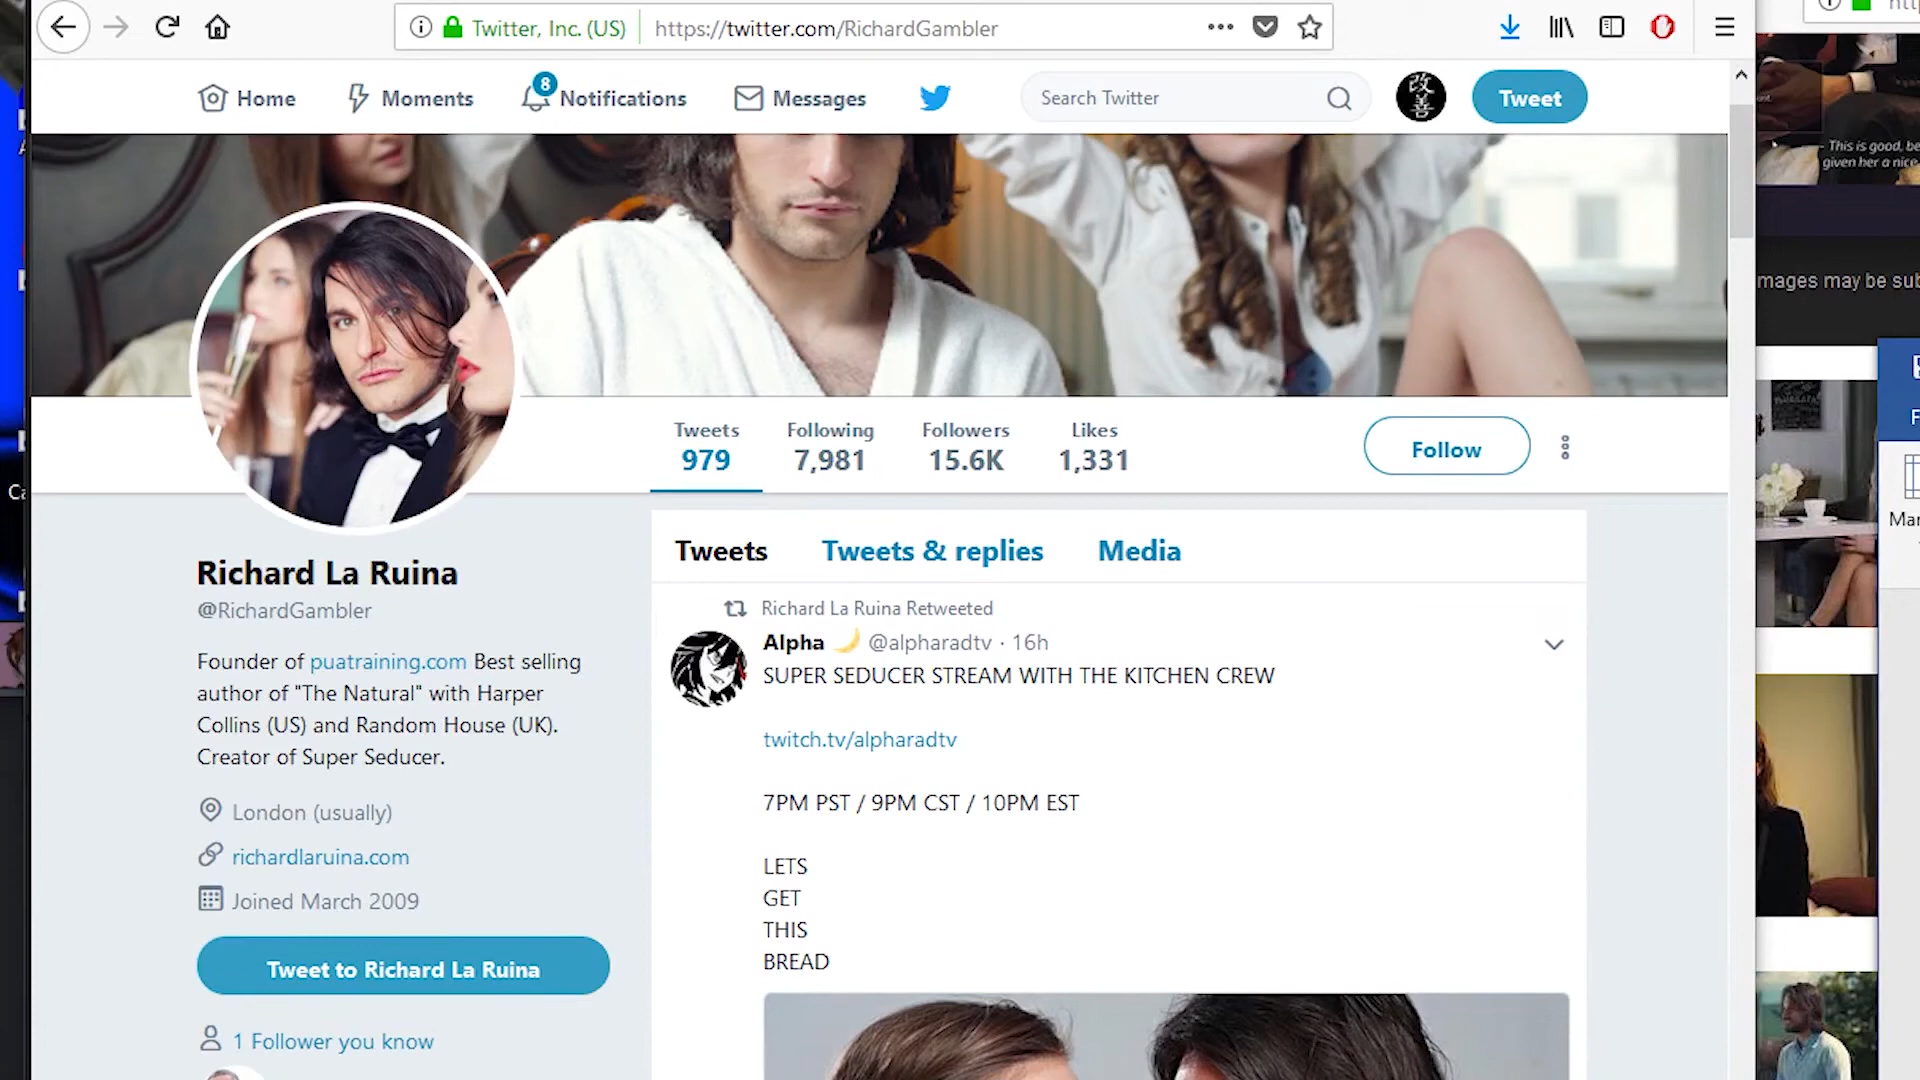 Twitter, Inc. (US)
https://twitter.com/RichardGambler
Home
Moments
8
Notifications
Messages
Search Twitter
改善
Tweet
- This is good, be
given her a nice
mages may be sub
Tweets
979
Following
7,981
Followers
15.6K
Likes
1,331
Follow
Richard La Ruina
@RichardGambler
Founder of puatraining.com Best selling
author of "The Natural" with Harper
Collins (US) and Random House (UK).
Creator of Super Seducer.
London (usually)
richardlaruina.com
Joined March 2009
Tweet to Richard La Ruina
1 Follower you know
Tweets
Tweets & replies
Media
Richard La Ruina Retweeted
Alpha 🌙 @alpharadtv · 16h
SUPER SEDUCER STREAM WITH THE KITCHEN CREW
twitch.tv/alpharadtv
7PM PST / 9PM CST / 10PM EST
LETS
GET
THIS
BREAD
Mar